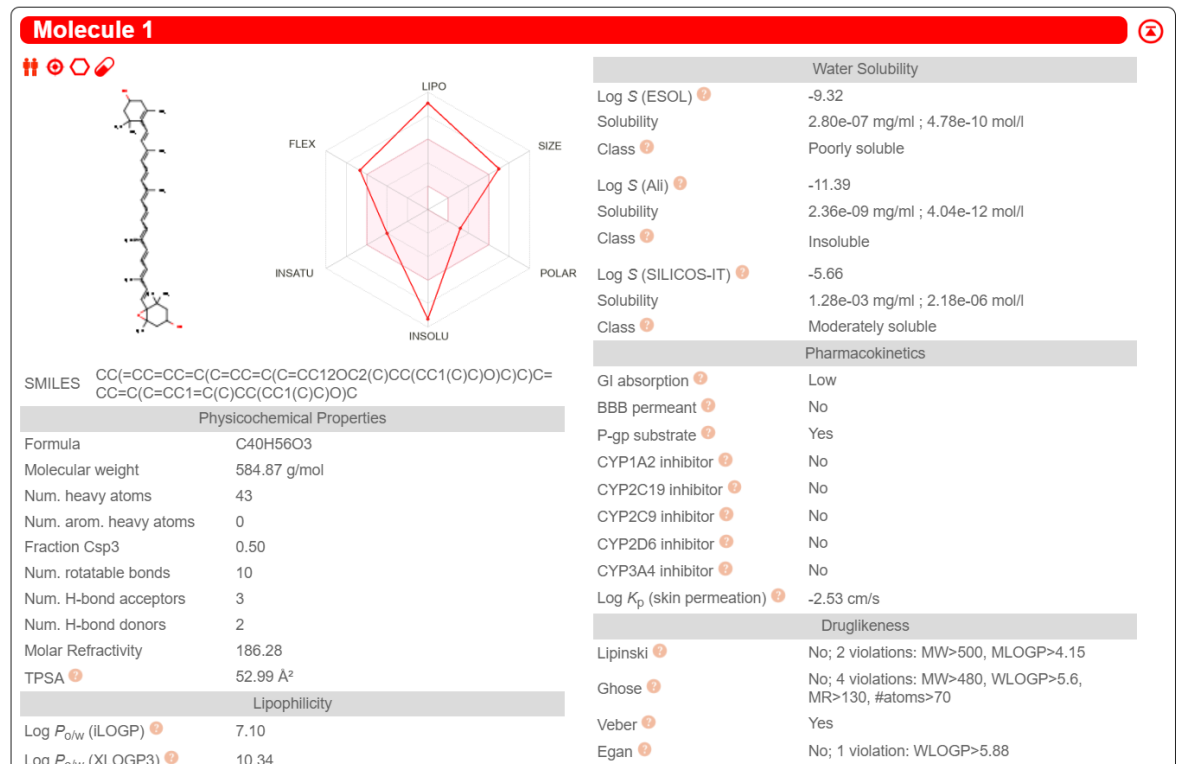 Molecule 1
LIPO
FLEX
SIZE
INSATU
POLAR
INSOLU
SMILES CC(=CC=CC=C(C=CC=C(C=CC12OC2(C)CC(CC1(C)C)O)C)C)C=
CC=C(C=CC1=C(C)CC(CC1(C)C)O)C
Physicochemical Properties
Formula C40H56O3
Molecular weight 584.87 g/mol
Num. heavy atoms 43
Num. arom. heavy atoms 0
Fraction Csp3 0.50
Num. rotatable bonds 10
Num. H-bond acceptors 3
Num. H-bond donors 2
Molar Refractivity 186.28
TPSA ? 52.99 Å²
Lipophilicity
Log Po/w (iLOGP) ? 7.10
Log Po/w (XLOGP3) ? 10.34
Water Solubility
Log S (ESOL) ? -9.32
Solubility 2.80e-07 mg/ml ; 4.78e-10 mol/l
Class ? Poorly soluble
Log S (Ali) ? -11.39
Solubility 2.36e-09 mg/ml ; 4.04e-12 mol/l
Class ? Insoluble
Log S (SILICOS-IT) ? -5.66
Solubility 1.28e-03 mg/ml ; 2.18e-06 mol/l
Class ? Moderately soluble
Pharmacokinetics
GI absorption ? Low
BBB permeant ? No
P-gp substrate ? Yes
CYP1A2 inhibitor ? No
CYP2C19 inhibitor ? No
CYP2C9 inhibitor ? No
CYP2D6 inhibitor ? No
CYP3A4 inhibitor ? No
Log Kp (skin permeation) ? -2.53 cm/s
Druglikeness
Lipinski ? No; 2 violations: MW>500, MLOGP>4.15
Ghose ? No; 4 violations: MW>480, WLOGP>5.6,
MR>130, #atoms>70
Veber ? Yes
Egan ? No; 1 violation: WLOGP>5.88